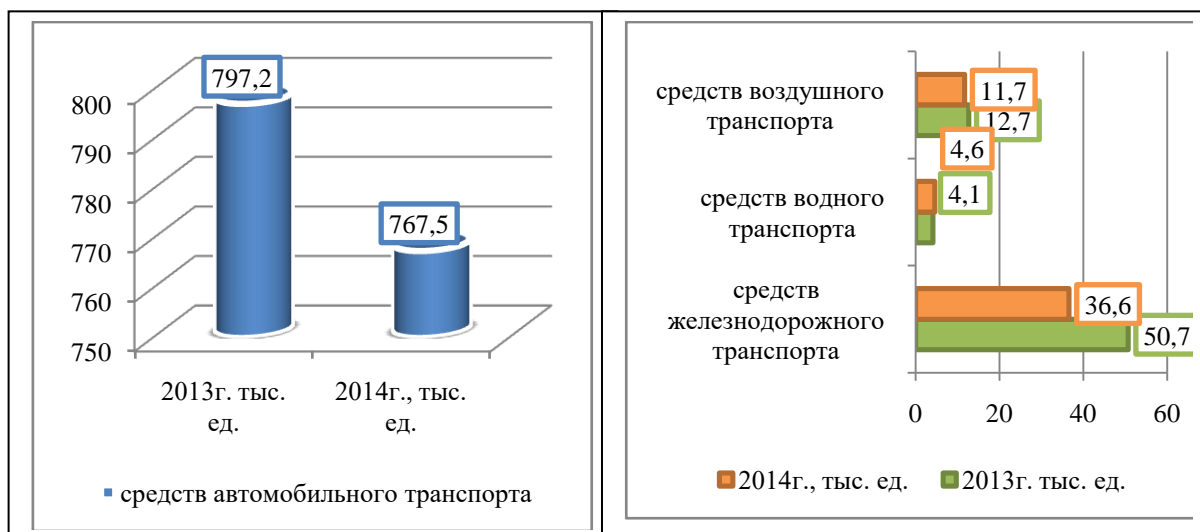 797,2
767,5
800
790
780
770
760
750
2013г. тыс.
ед.
2014г., тыс.
ед.
средств автомобильного транспорта
средств воздушного
транспорта
11,7
12,7
средств водного
транспорта
4,6
4,1
средств
железнодорожного
транспорта
36,6
50,7
0
20
40
60
2014г., тыс. ед.
2013г. тыс. ед.